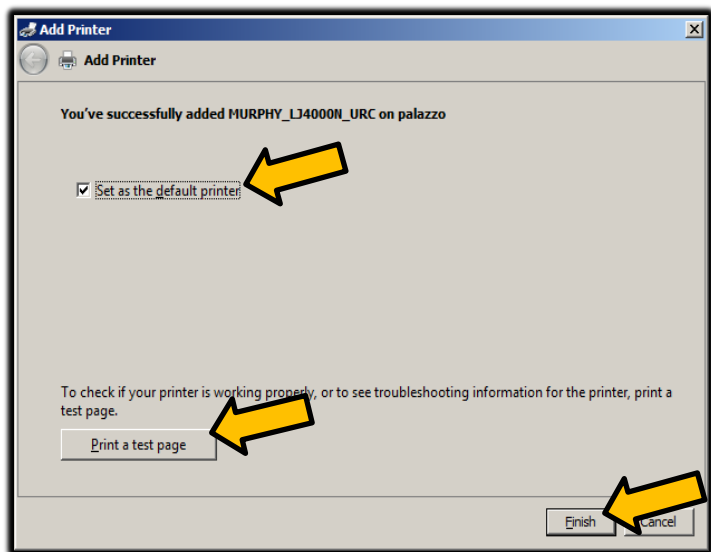 Add Printer
Add Printer
You've successfully added MURPHY_LJ4000N_URC on palazzo
Set as the default printer
To check if your printer is working properly, or to see troubleshooting information for the printer, print a
test page.
Print a test page
Finish
Cancel